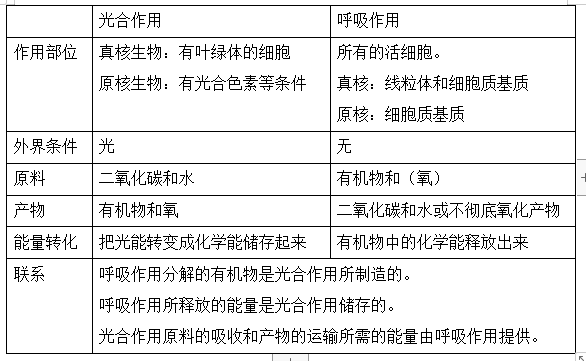 光合作用 呼吸作用
作用部位 真核生物：有叶绿体的细胞 所有的活细胞。
原核生物：有光合色素等条件 真核：线粒体和细胞质基质
原核：细胞质基质
外界条件 光 无
原料 二氧化碳和水 有机物和（氧）
产物 有机物和氧 二氧化碳和水或不彻底氧化产物
能量转化 把光能转变成化学能储存起来 有机物中的化学能释放出来
联系 呼吸作用分解的有机物是光合作用所制造的。
呼吸作用所释放的能量是光合作用储存的。
光合作用原料的吸收和产物的运输所需的能量由呼吸作用提供。